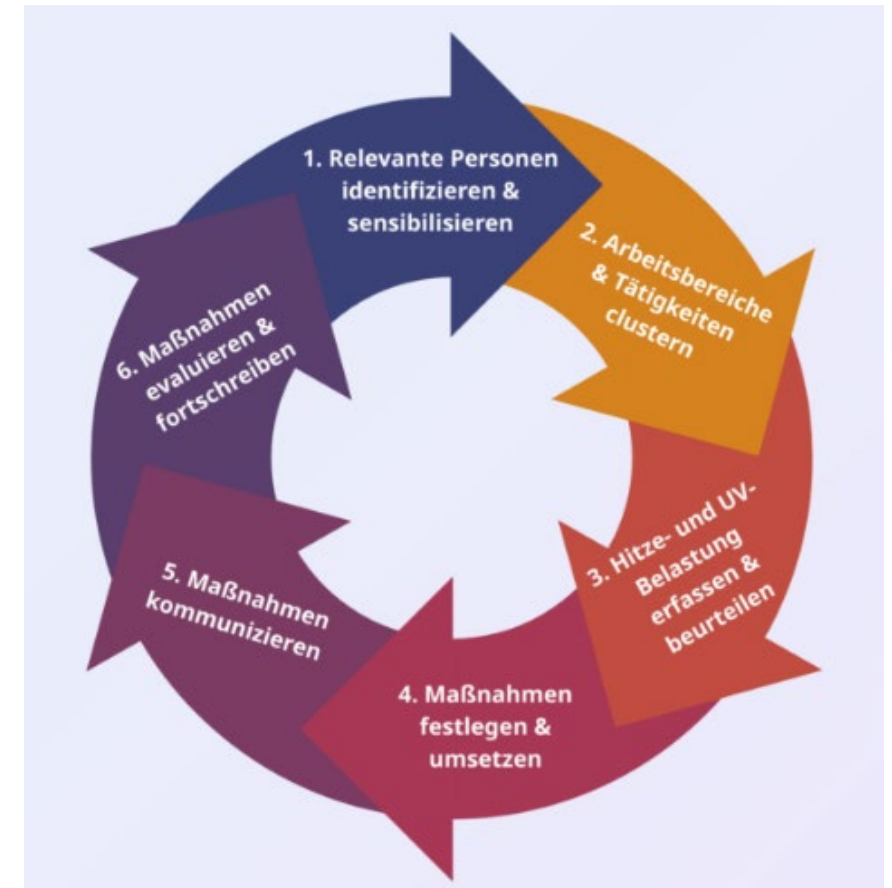 1. Relevante Personen
identifizieren &
sensibilisieren
2. Arbeitsbereiche
& Tätigkeiten
clustern
3. Hitze- und UV-
Belastung
erfassen &
beurteilen
4. Maßnahmen
festlegen &
umsetzen
5. Maßnahmen
kommunizieren
6. Maßnahmen
evaluieren &
fortschreiben